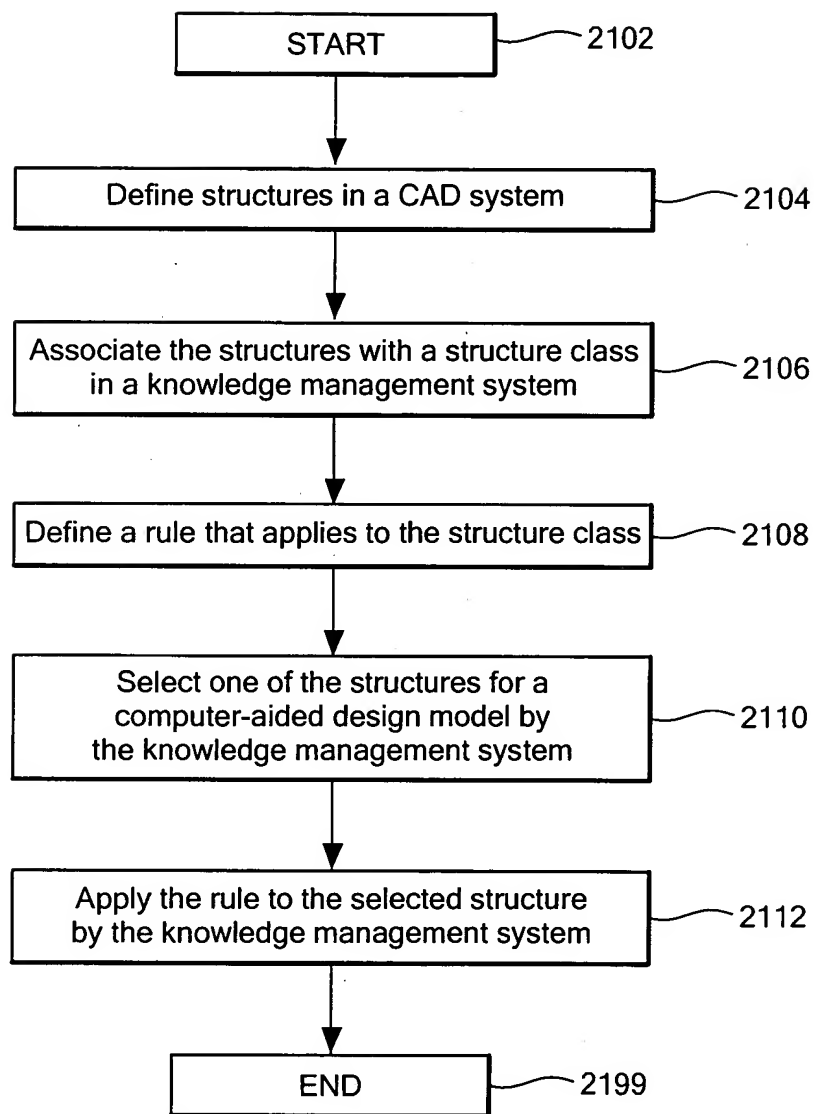 START
2102
Define structures in a CAD system
2104
Associate the structures with a structure class
in a knowledge management system
2106
Define a rule that applies to the structure class
2108
Select one of the structures for a
computer-aided design model by
the knowledge management system
2110
Apply the rule to the selected structure
by the knowledge management system
2112
END
2199